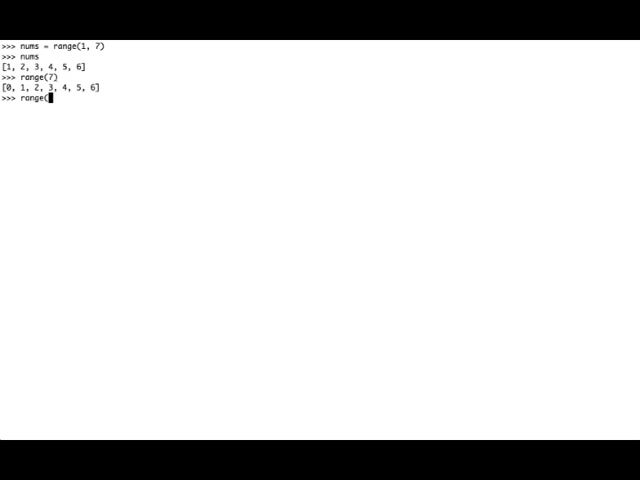 >>> nums = range(1, 7)
>>> nums
[1, 2, 3, 4, 5, 6]
>>> range(7)
[0, 1, 2, 3, 4, 5, 6]
>>> range(